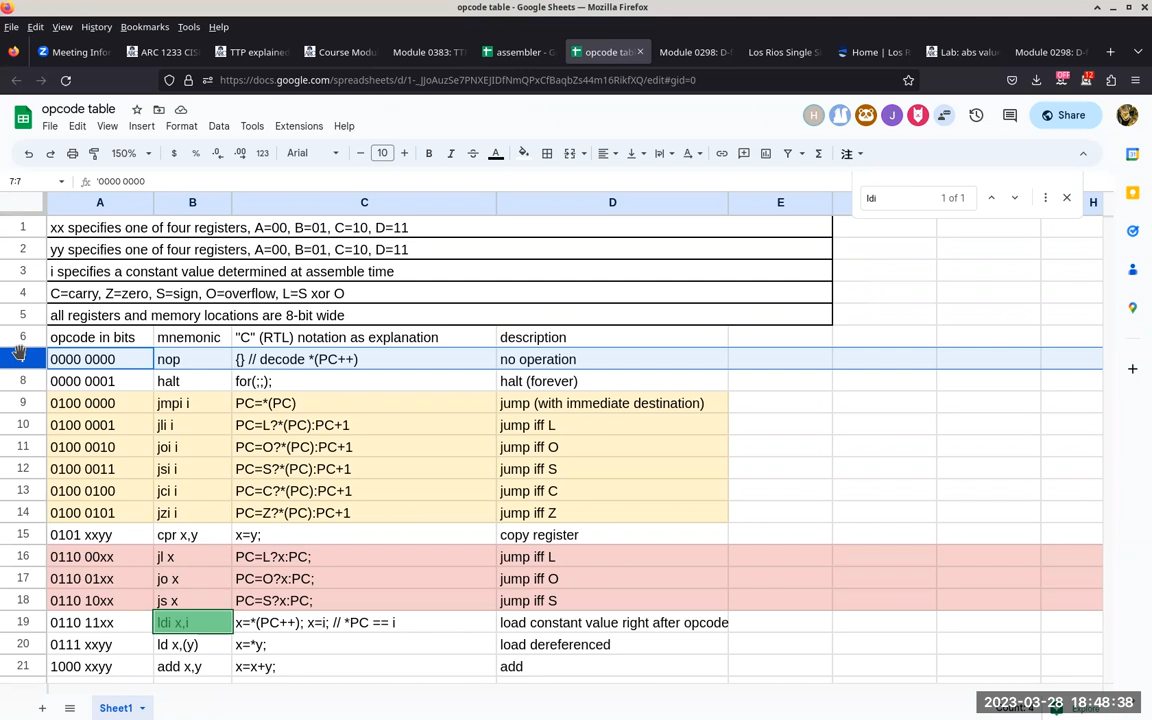 opcode table - Google Sheets — Mozilla Firefox
File Edit View History Bookmarks Tools Help
Meeting Infor ARC 1233 CIS TTP explained Course Modu Module 0383: TT assembler - G opcode tab Module 0298: D- Los Rios Single S Home | Los R Lab: abs valu Module 0298: D-
https://docs.google.com/spreadsheets/d/1-_JJoAuzSe7PNXEJIDfNmQPxCfBaqbZs44m16RikfXQ/edit#gid=0 OFF 12
opcode table
File Edit View Insert Format Data Tools Extensions Help
H J Share
150% $ % .0 .00 123 Arial 10 B I S A
7:7 fx '0000 0000
ldi 1 of 1
A B C D E H
1 xx specifies one of four registers, A=00, B=01, C=10, D=11
2 yy specifies one of four registers, A=00, B=01, C=10, D=11
3 i specifies a constant value determined at assemble time
4 C=carry, Z=zero, S=sign, O=overflow, L=S xor O
5 all registers and memory locations are 8-bit wide
6 opcode in bits mnemonic "C" (RTL) notation as explanation description
0000 0000 nop {} // decode *(PC++) no operation
8 0000 0001 halt for(;;); halt (forever)
9 0100 0000 jmpi i PC=*(PC) jump (with immediate destination)
10 0100 0001 jli i PC=L?*(PC):PC+1 jump iff L
11 0100 0010 joi i PC=O?*(PC):PC+1 jump iff O
12 0100 0011 jsi i PC=S?*(PC):PC+1 jump iff S
13 0100 0100 jci i PC=C?*(PC):PC+1 jump iff C
14 0100 0101 jzi i PC=Z?*(PC):PC+1 jump iff Z
15 0101 xxyy cpr x,y x=y; copy register
16 0110 00xx jl x PC=L?x:PC; jump iff L
17 0110 01xx jo x PC=O?x:PC; jump iff O
18 0110 10xx js x PC=S?x:PC; jump iff S
19 0110 11xx ldi x,i x=*(PC++); x=i; // *PC == i load constant value right after opcode
20 0111 xxyy ld x,(y) x=*y; load dereferenced
21 1000 xxyy add x,y x=x+y; add
Sheet1
2023-03-28 18:48:38